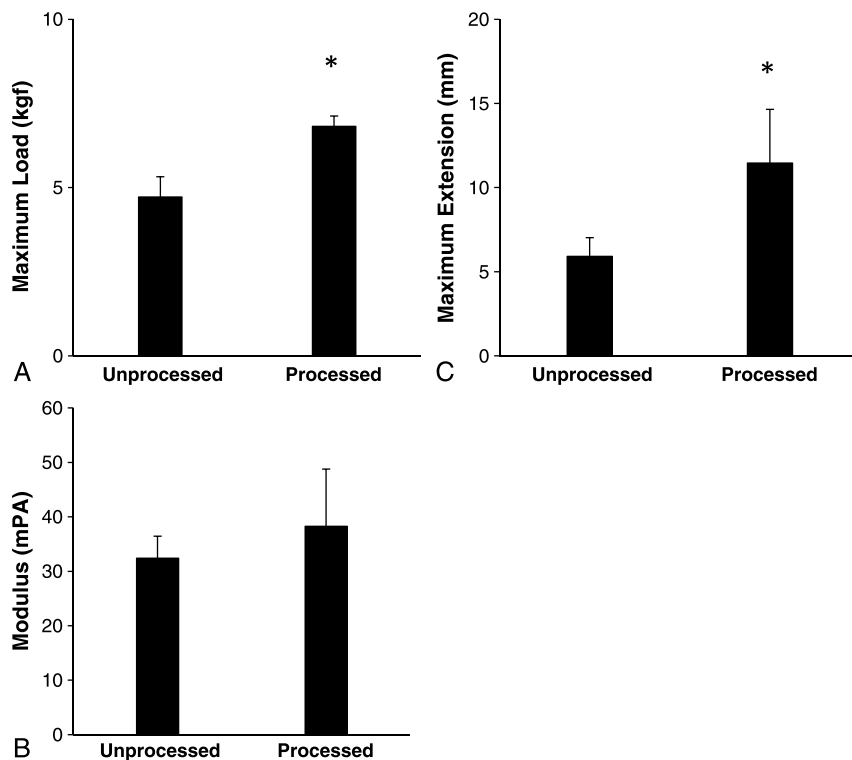 10
5
0
Maximum Load (kgf)
*
Unprocessed Processed
A
20
15
10
5
0
Maximum Extension (mm)
*
Unprocessed Processed
C
60
50
40
30
20
10
0
Modulus (mPA)
Unprocessed Processed
B